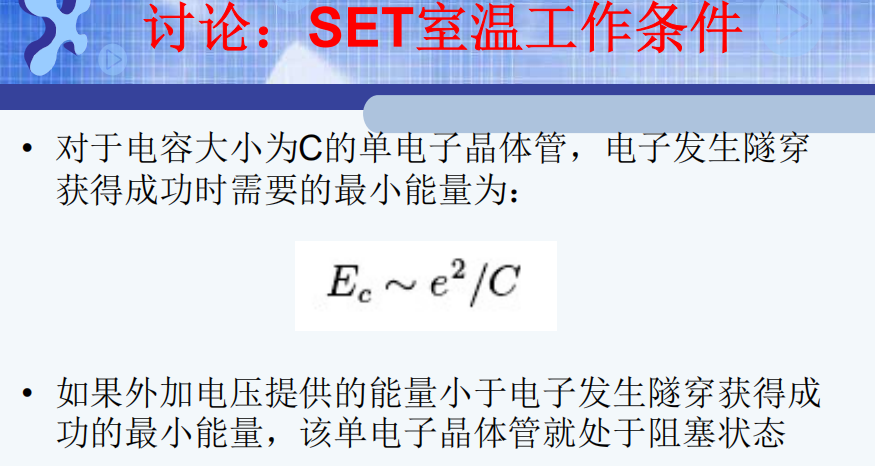 讨论：SET室温工作条件
• 对于电容大小为C的单电子晶体管，电子发生隧穿
获得成功时需要的最小能量为：
E_c ~ e²/C
• 如果外加电压提供的能量小于电子发生隧穿获得成
功的最小能量，该单电子晶体管就处于阻塞状态